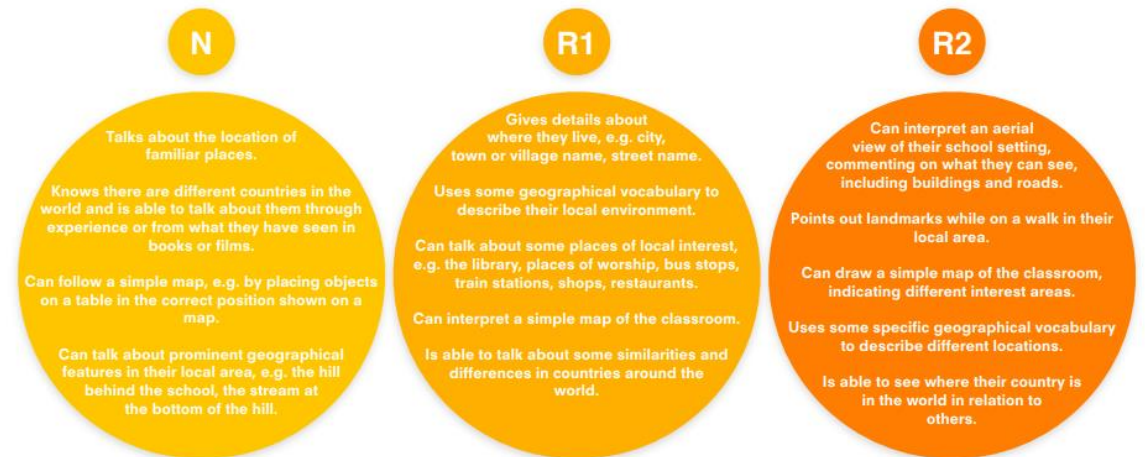 N
Talks about the location of
familiar places.
Knows there are different countries in the
world and is able to talk about them through
experience or from what they have seen in
books or films.
Can follow a simple map, e.g. by placing objects
on a table in the correct position shown on a
map.
Can talk about prominent geographical
features in their local area, e.g. the hill
behind the school, the stream at
the bottom of the hill.
R1
Gives details about
where they live, e.g. city,
town or village name, street name.
Uses some geographical vocabulary to
describe their local environment.
Can talk about some places of local interest,
e.g. the library, places of worship, bus stops,
train stations, shops, restaurants.
Can interpret a simple map of the classroom.
Is able to talk about some similarities and
differences in countries around the
world.
R2
Can interpret an aerial
view of their school setting,
commenting on what they can see,
including buildings and roads.
Points out landmarks while on a walk in their
local area.
Can draw a simple map of the classroom,
indicating different interest areas.
Uses some specific geographical vocabulary
to describe different locations.
Is able to see where their country is
in the world in relation to
others.